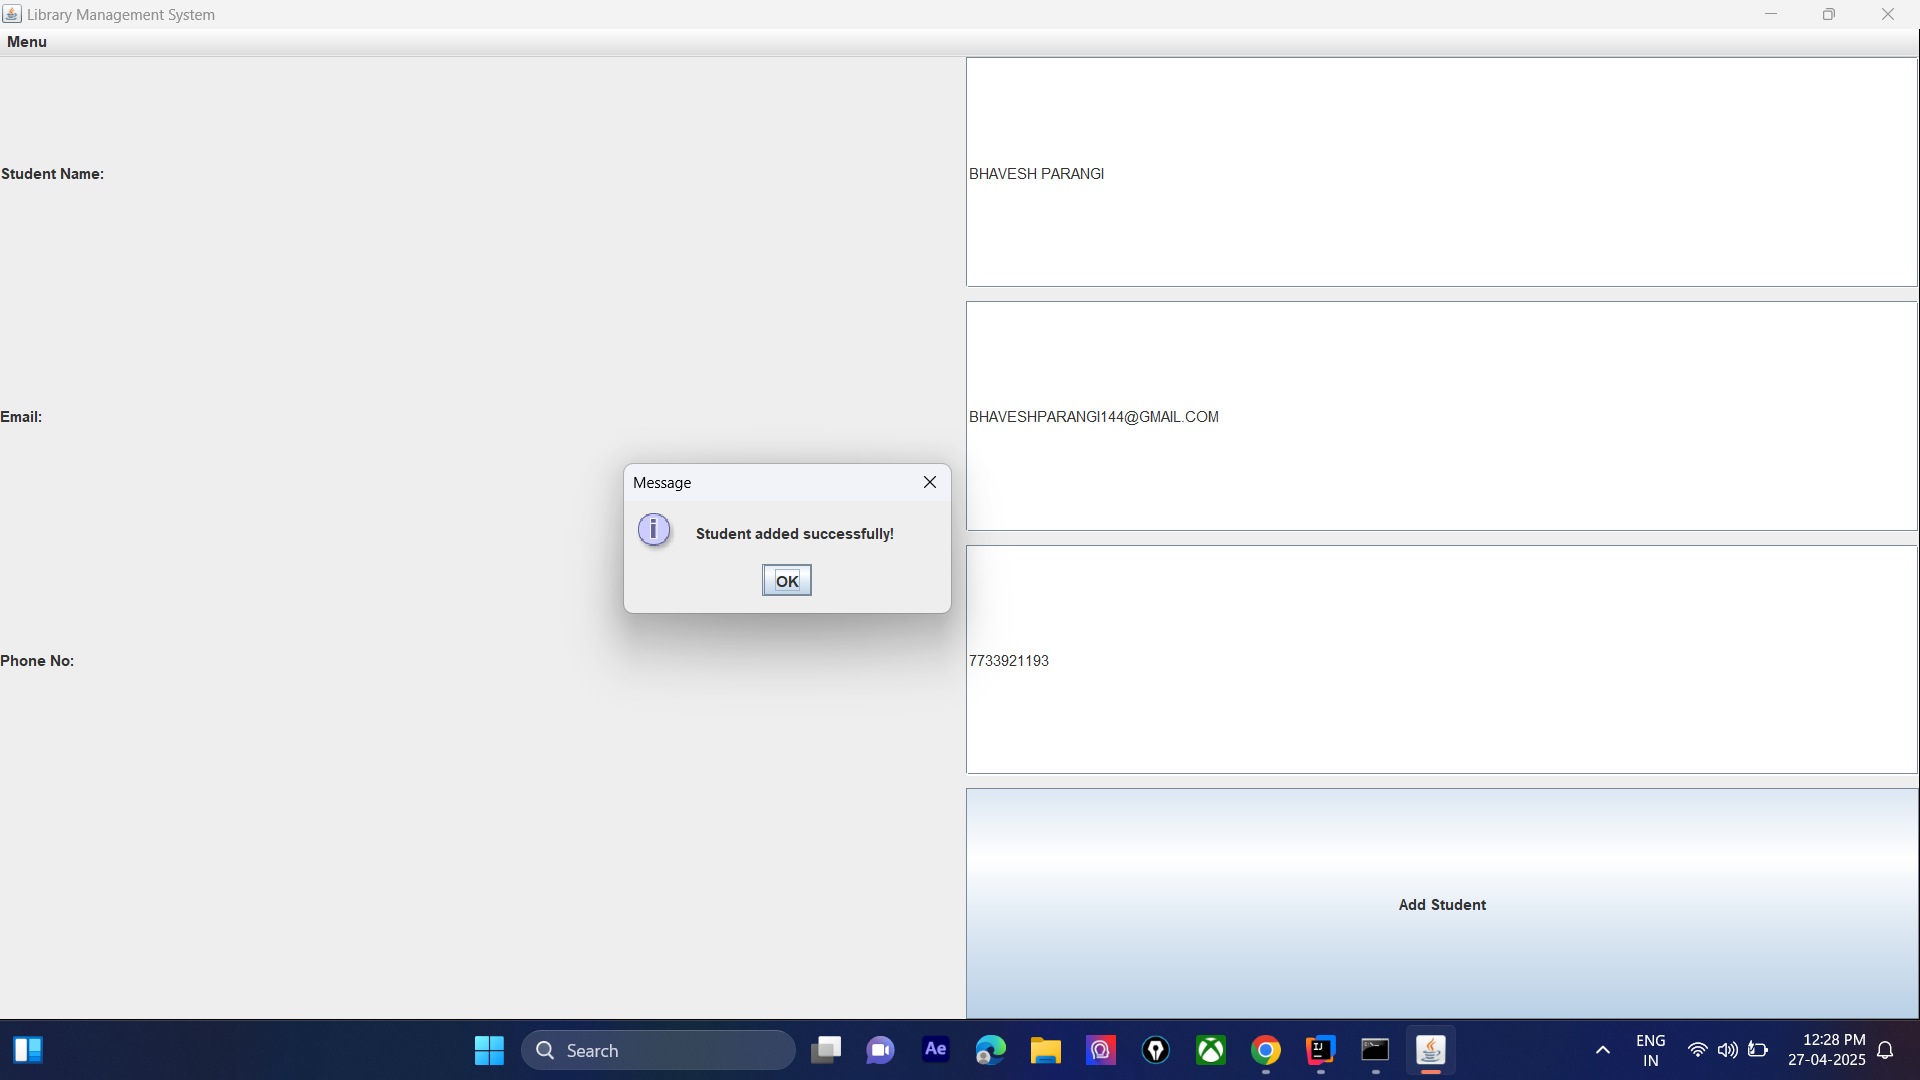 Library Management System
Menu
Student Name:
BHAVESH PARANGI
Email:
BHAVESHPARANGI144@GMAIL.COM
Message
Student added successfully!
OK
Phone No:
7733921193
Add Student
Search
Ae
IJ
ENG
IN
12:28 PM
27-04-2025